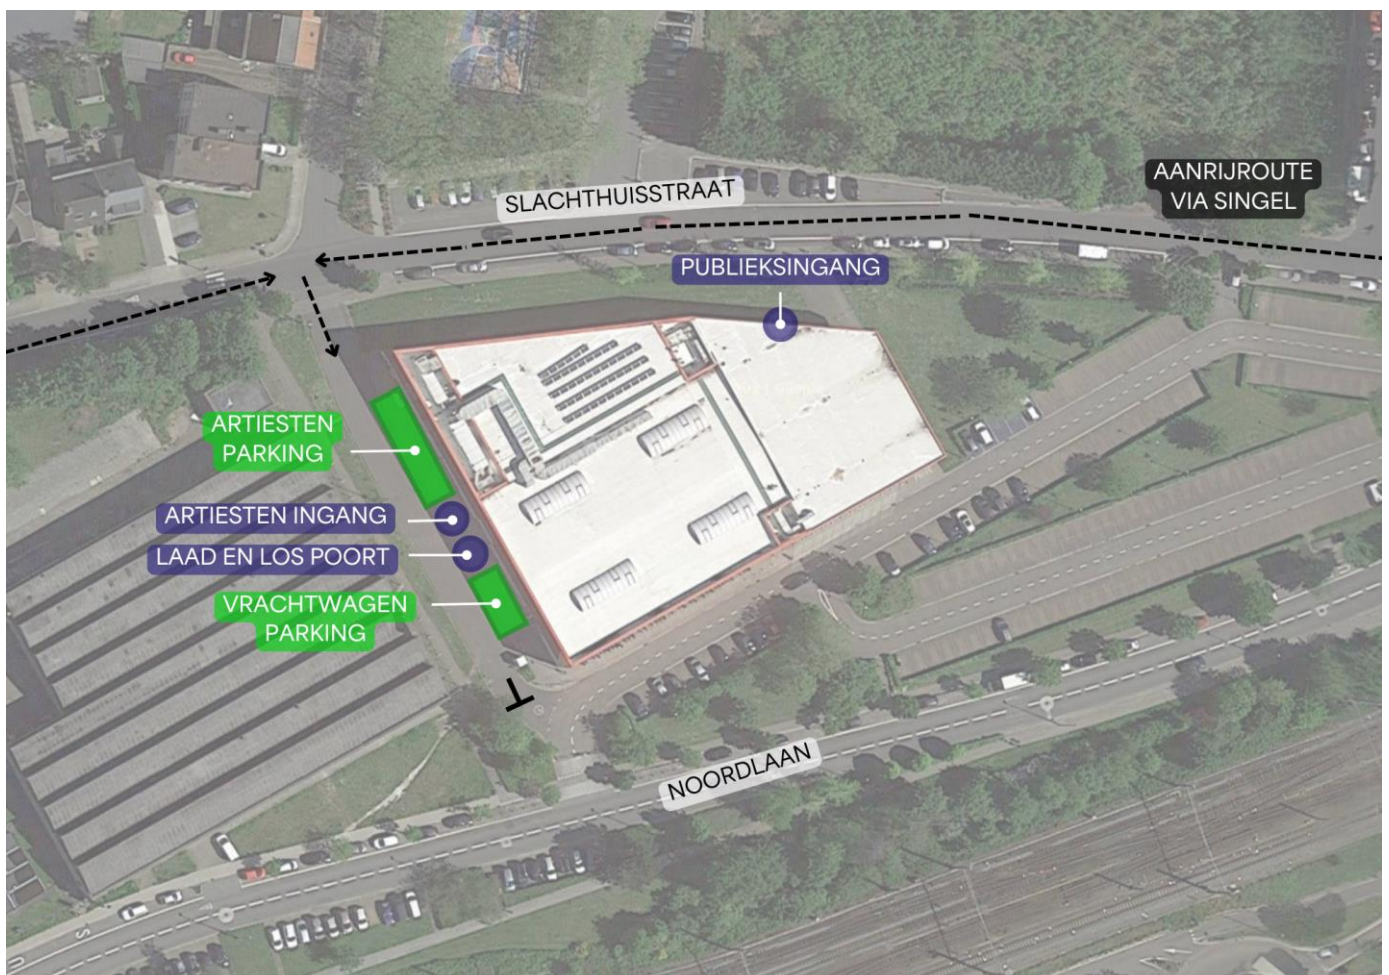 AANRIJROUTE
VIA SINGEL
SLACHTHUISSTRAAT
PUBLIEKSINGANG
ARTIESTEN
PARKING
ARTIESTEN INGANG
LAAD EN LOS POORT
VRACHTWAGEN
PARKING
NOORDLAAN